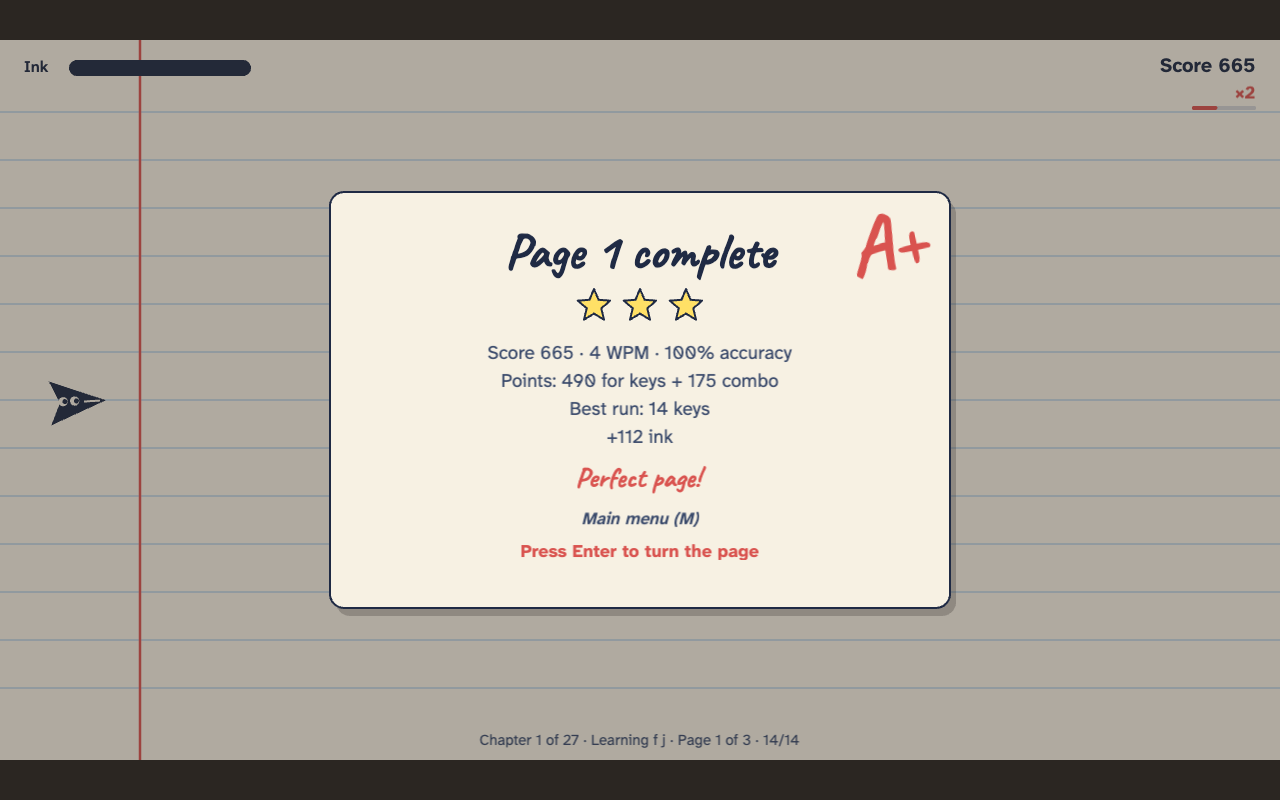 Ink
Score 665
×2
A+
Page 1 complete
Score 665 · 4 WPM · 100% accuracy
Points: 490 for keys + 175 combo
Best run: 14 keys
+112 ink
Perfect page!
Main menu (M)
Press Enter to turn the page
Chapter 1 of 27 · Learning f j · Page 1 of 3 · 14/14